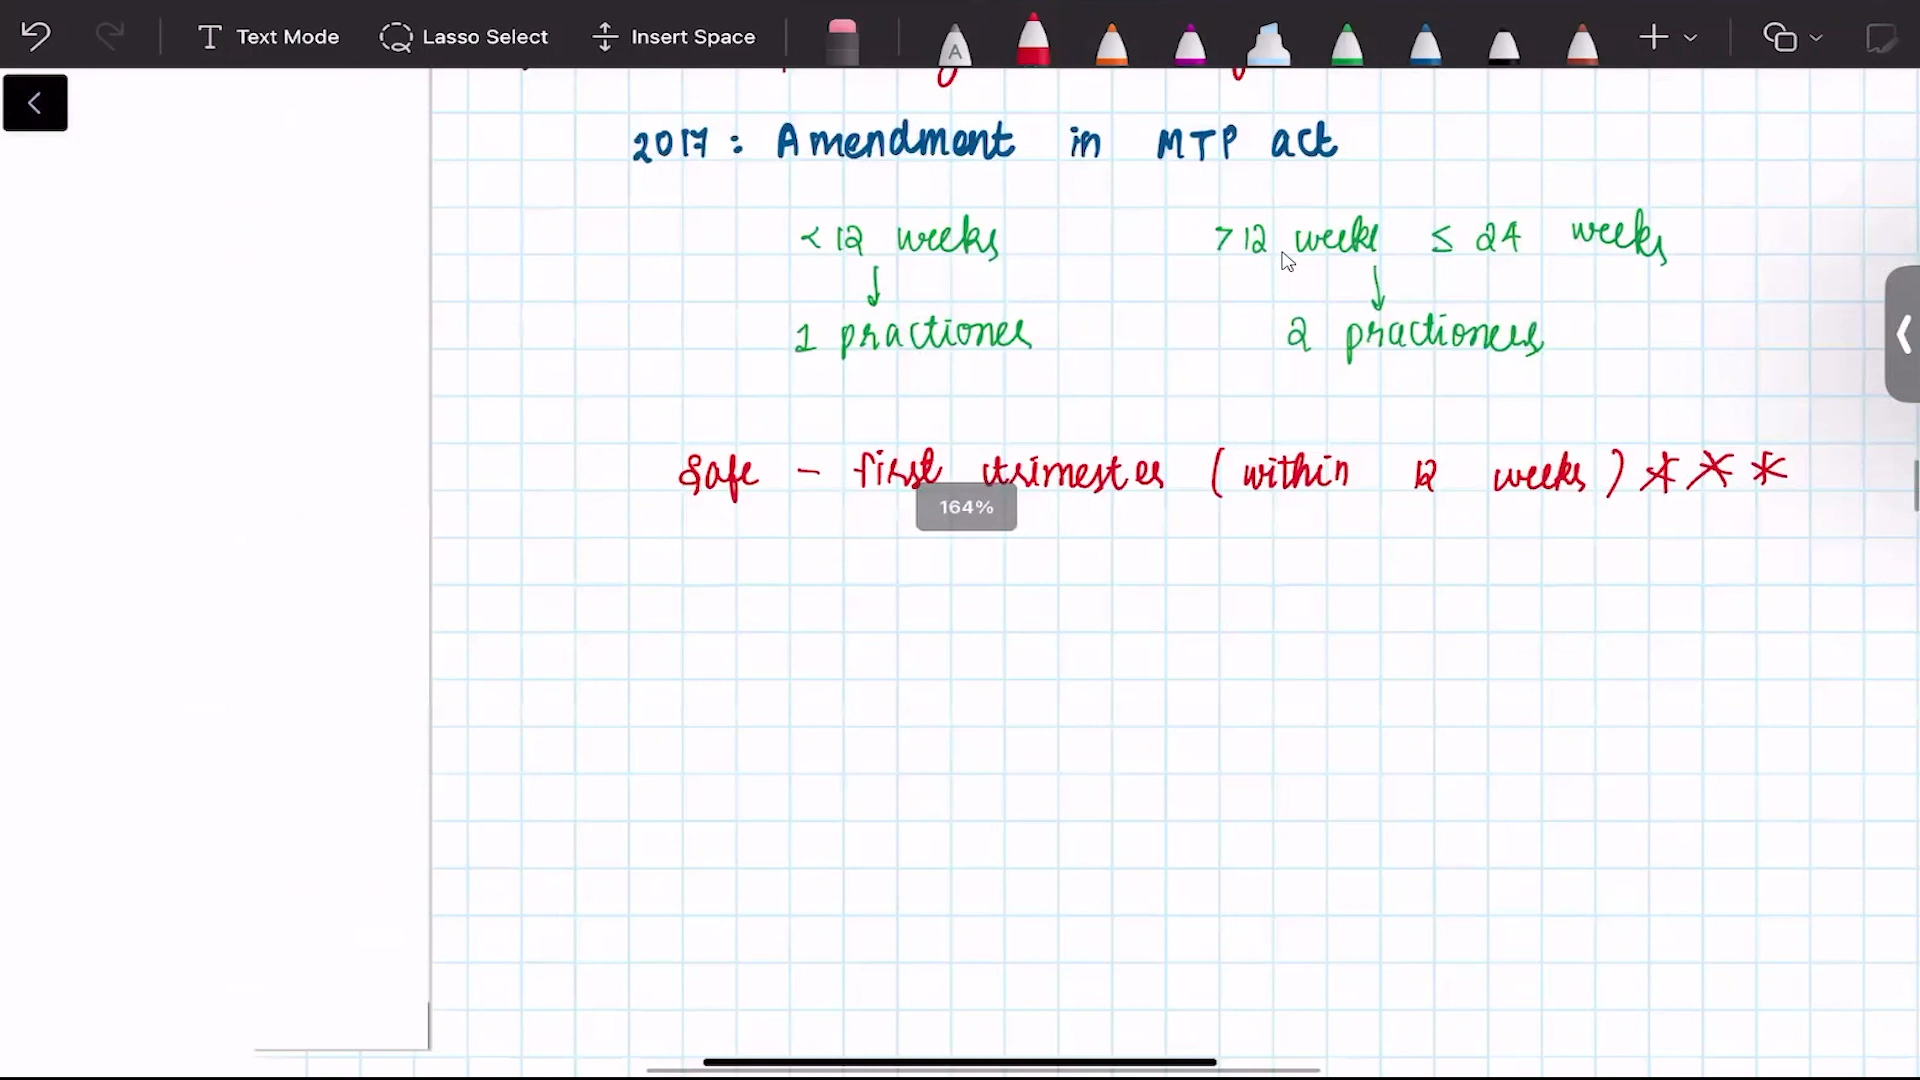 Text Mode Lasso Select Insert Space
2017 : Amendment in MTP act
< 12 weeks > 12 weeks ≤ 24 weeks
1 practioner 2 practioners
Safe - first trimester (within 12 weeks) ***
164%